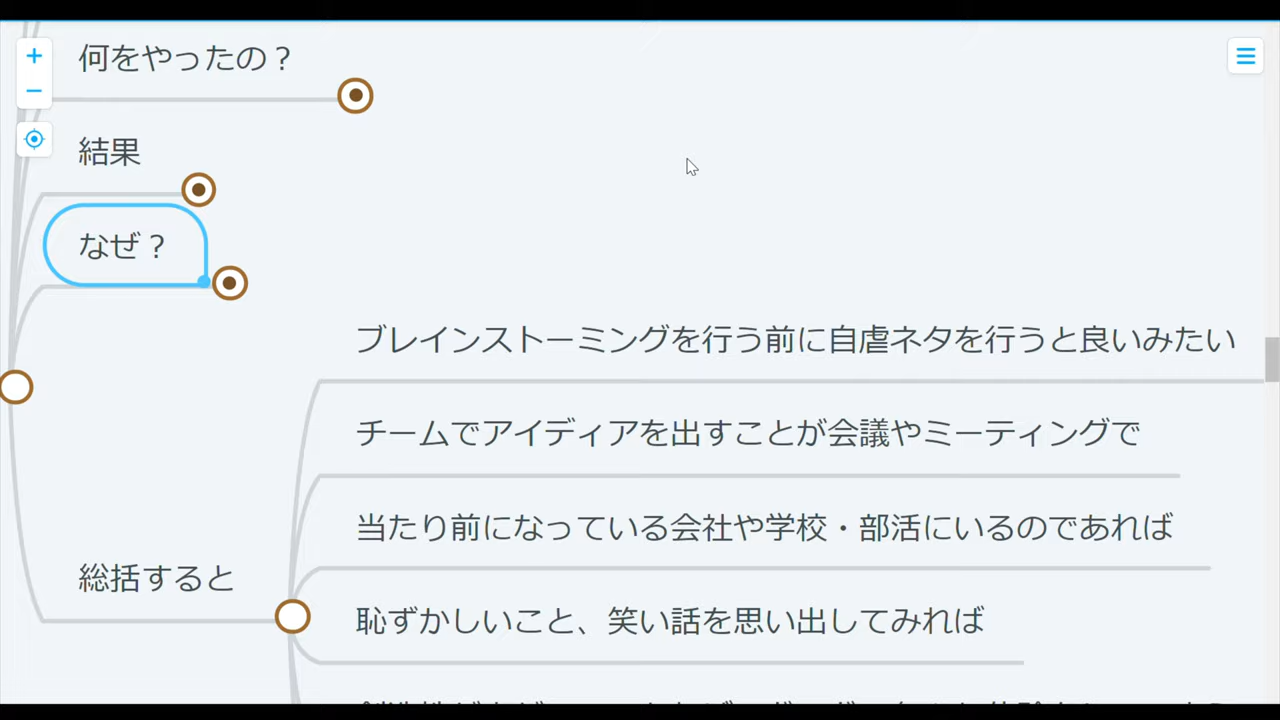 何をやったの？
結果
なぜ？
ブレインストーミングを行う前に自虐ネタを行うと良いみたい
チームでアイディアを出すことが会議やミーティングで
当たり前になっている会社や学校・部活にいるのであれば
総括すると
恥ずかしいこと、笑い話を思い出してみれば